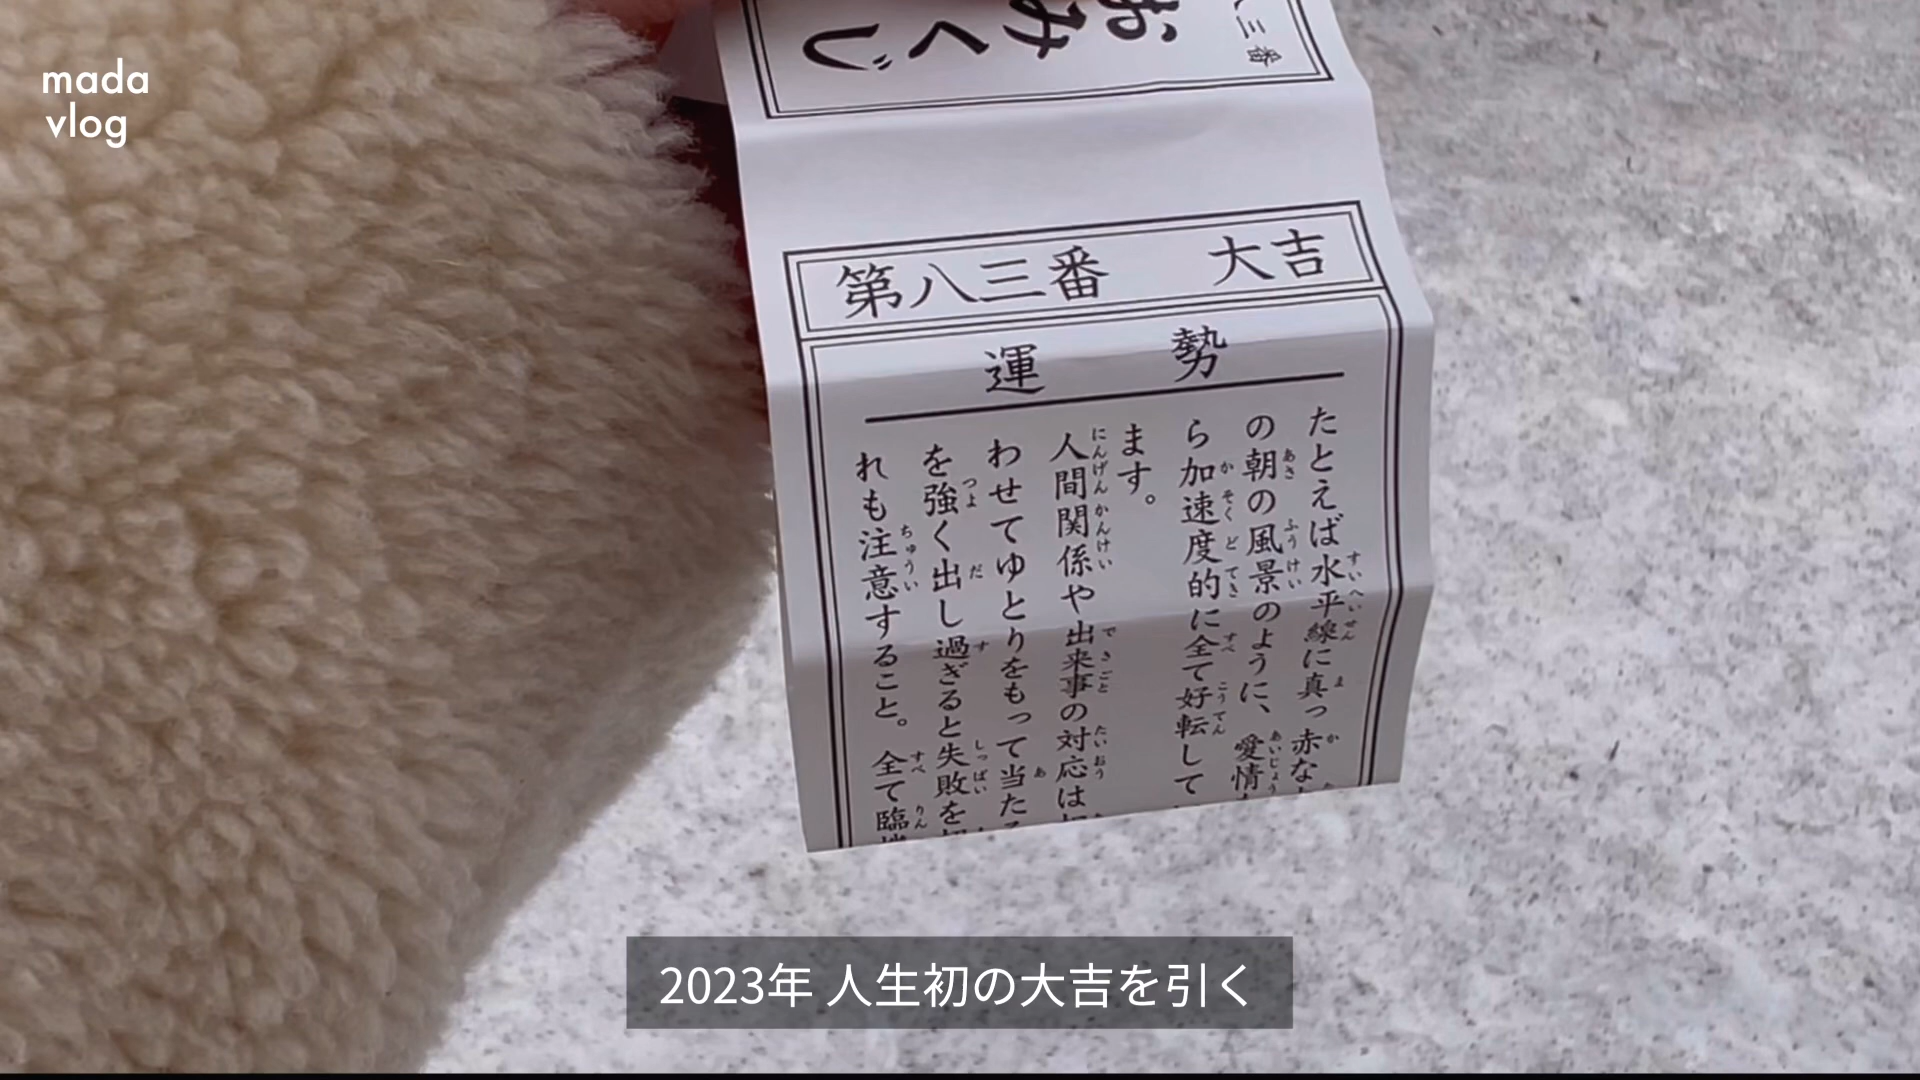 mada
vlog
おみくじ
三番
第八三番 大吉
運勢
たとえば水平線に真っ赤な
の朝の風景のように、愛情
ら加速度的に全て好転して
ます。
人間関係や出来事の対応は
わせてゆとりをもって当たる
を強く出し過ぎると失敗を
れも注意すること。全て臨
2023年 人生初の大吉を引く